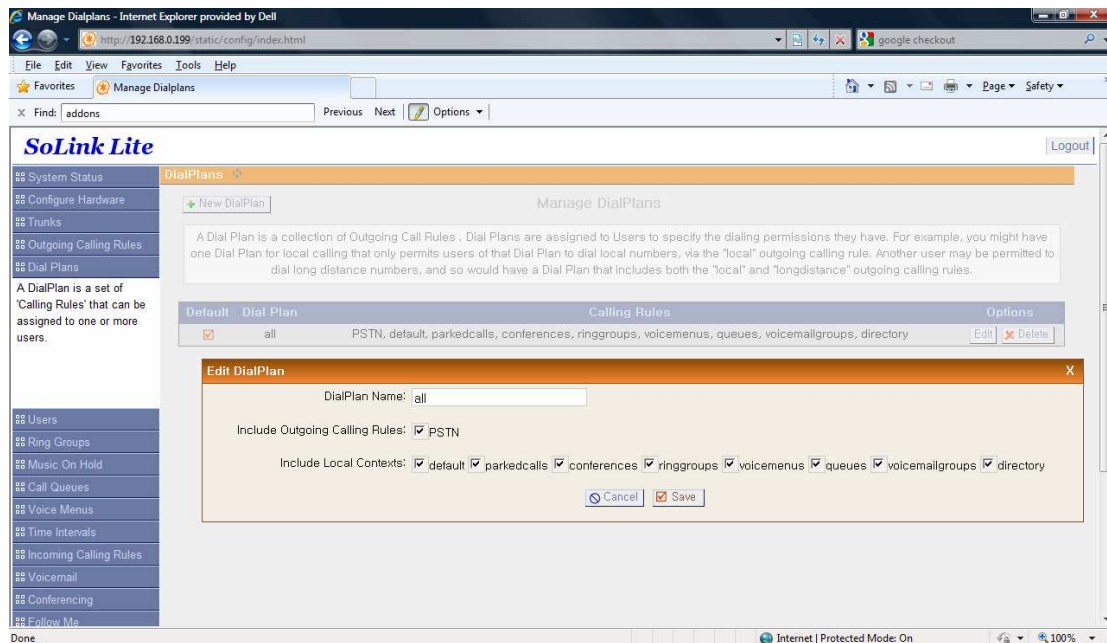 Manage Dialplans - Internet Explorer provided by Dell
http://192.168.0.199/static/config/index.html
google checkout
File Edit View Favorites Tools Help
Favorites Manage Dialplans Page Safety
x Find: addons Previous Next Options
SoLink Lite
Logout
System Status
Configure Hardware
Trunks
Outgoing Calling Rules
Dial Plans
A DialPlan is a set of
'Calling Rules' that can be
assigned to one or more
users.
Users
Ring Groups
Music On Hold
Call Queues
Voice Menus
Time Intervals
Incoming Calling Rules
Voicemail
Conferencing
Follow Me
DialPlans
New DialPlan Manage DialPlans
A Dial Plan is a collection of Outgoing Call Rules . Dial Plans are assigned to Users to specify the dialing permissions they have. For example, you might have
one Dial Plan for local calling that only permits users of that Dial Plan to dial local numbers, via the "local" outgoing calling rule. Another user may be permitted to
dial long distance numbers, and so would have a Dial Plan that includes both the "local" and "longdistance" outgoing calling rules.
Default Dial Plan Calling Rules Options
all PSTN, default, parkedcalls, conferences, ringgroups, voicemenus, queues, voicemailgroups, directory Edit Delete
Edit DialPlan X
DialPlan Name: all
Include Outgoing Calling Rules: PSTN
Include Local Contexts: default parkedcalls conferences ringgroups voicemenus queues voicemailgroups directory
Cancel Save
Done Internet | Protected Mode: On 100%